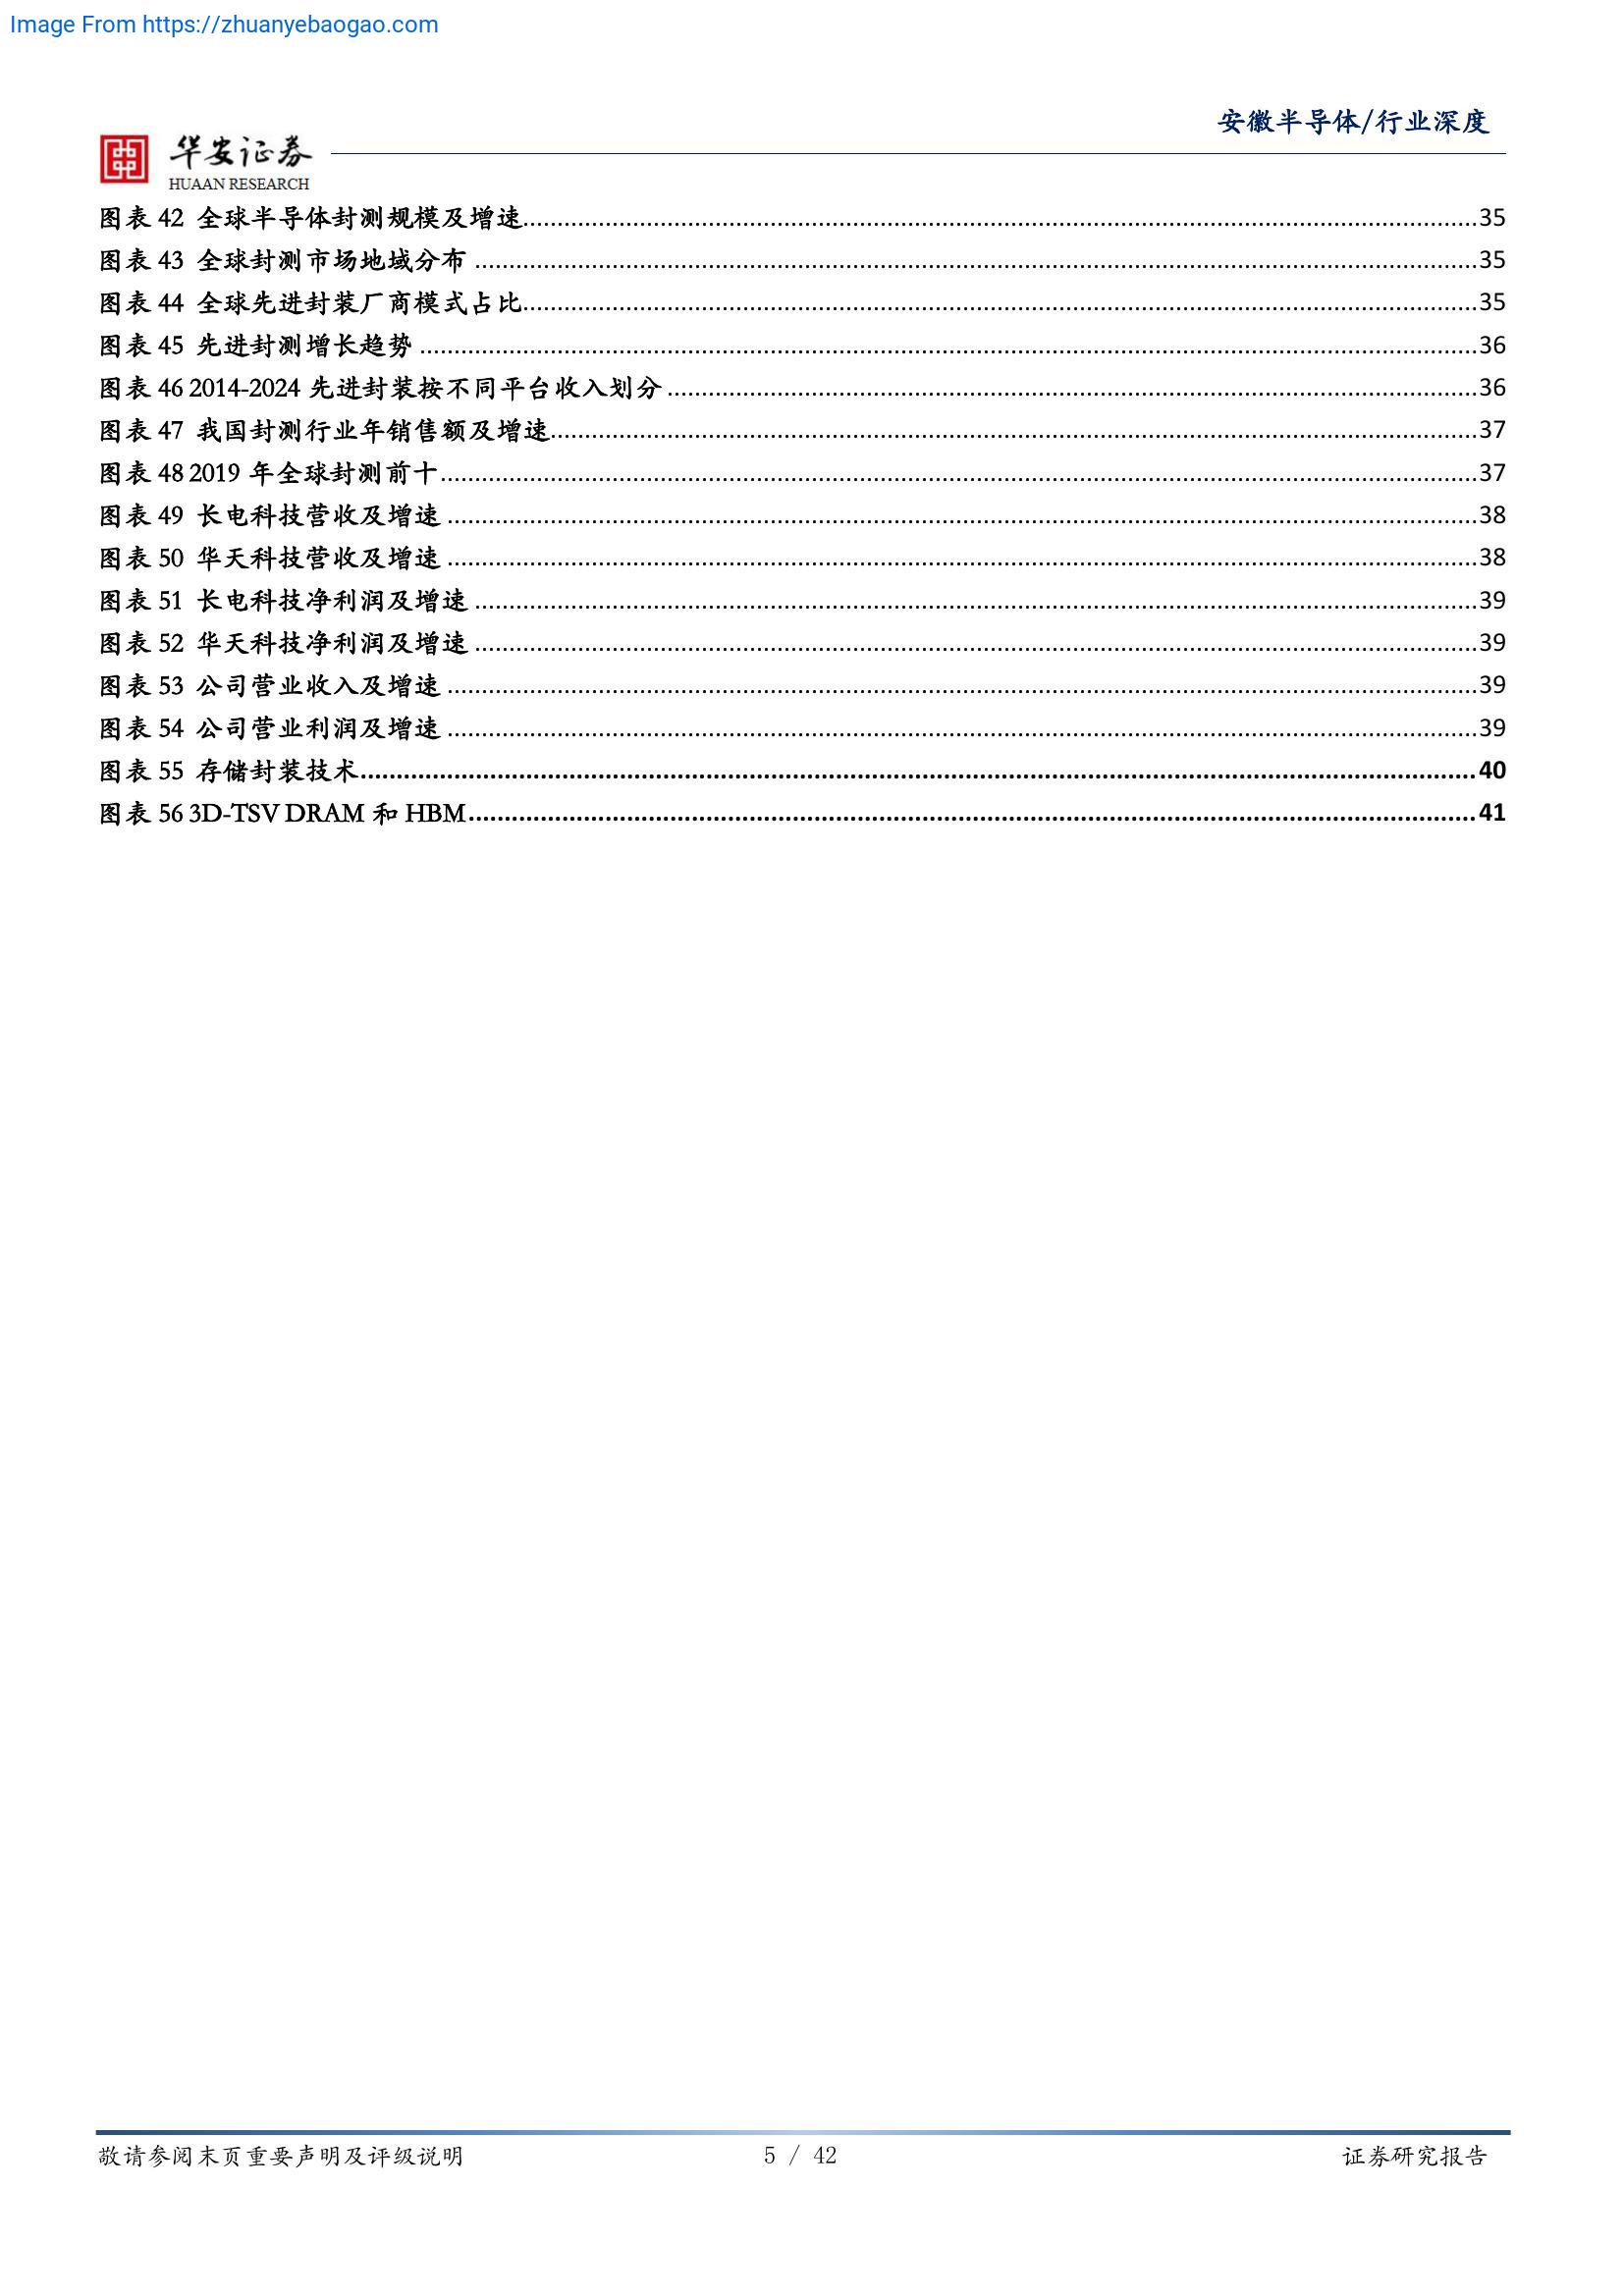 Image From https://zhuanyebaogao.com
安徽半导体/行业深度
华安证券
HUAAN RESEARCH
图表 42 全球半导体封测规模及增速........35
图表 43 全球封测市场地域分布........35
图表 44 全球先进封装厂商模式占比........35
图表 45 先进封测增长趋势........36
图表 46 2014-2024 先进封装按不同平台收入划分........36
图表 47 我国封测行业年销售额及增速........37
图表 48 2019 年全球封测前十........37
图表 49 长电科技营收及增速........38
图表 50 华天科技营收及增速........38
图表 51 长电科技净利润及增速........39
图表 52 华天科技净利润及增速........39
图表 53 公司营业收入及增速........39
图表 54 公司营业利润及增速........39
图表 55 存储封装技术........40
图表 56 3D-TSV DRAM 和 HBM........41
敬请参阅末页重要声明及评级说明 5 / 42 证券研究报告